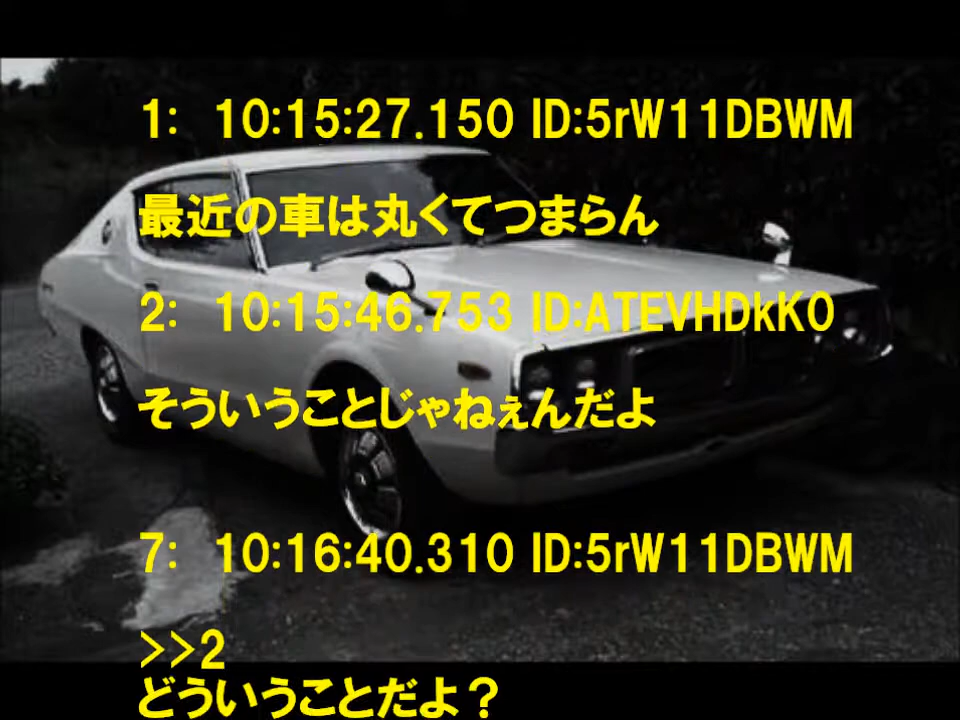 1: 10:15:27.150 ID:5rW11DBWM
最近の車は丸くてつまらん
2: 10:15:46.753 ID:ATEVHDkK0
そういうことじゃねぇんだよ
7: 10:16:40.310 ID:5rW11DBWM
>>2
どういうことだよ？